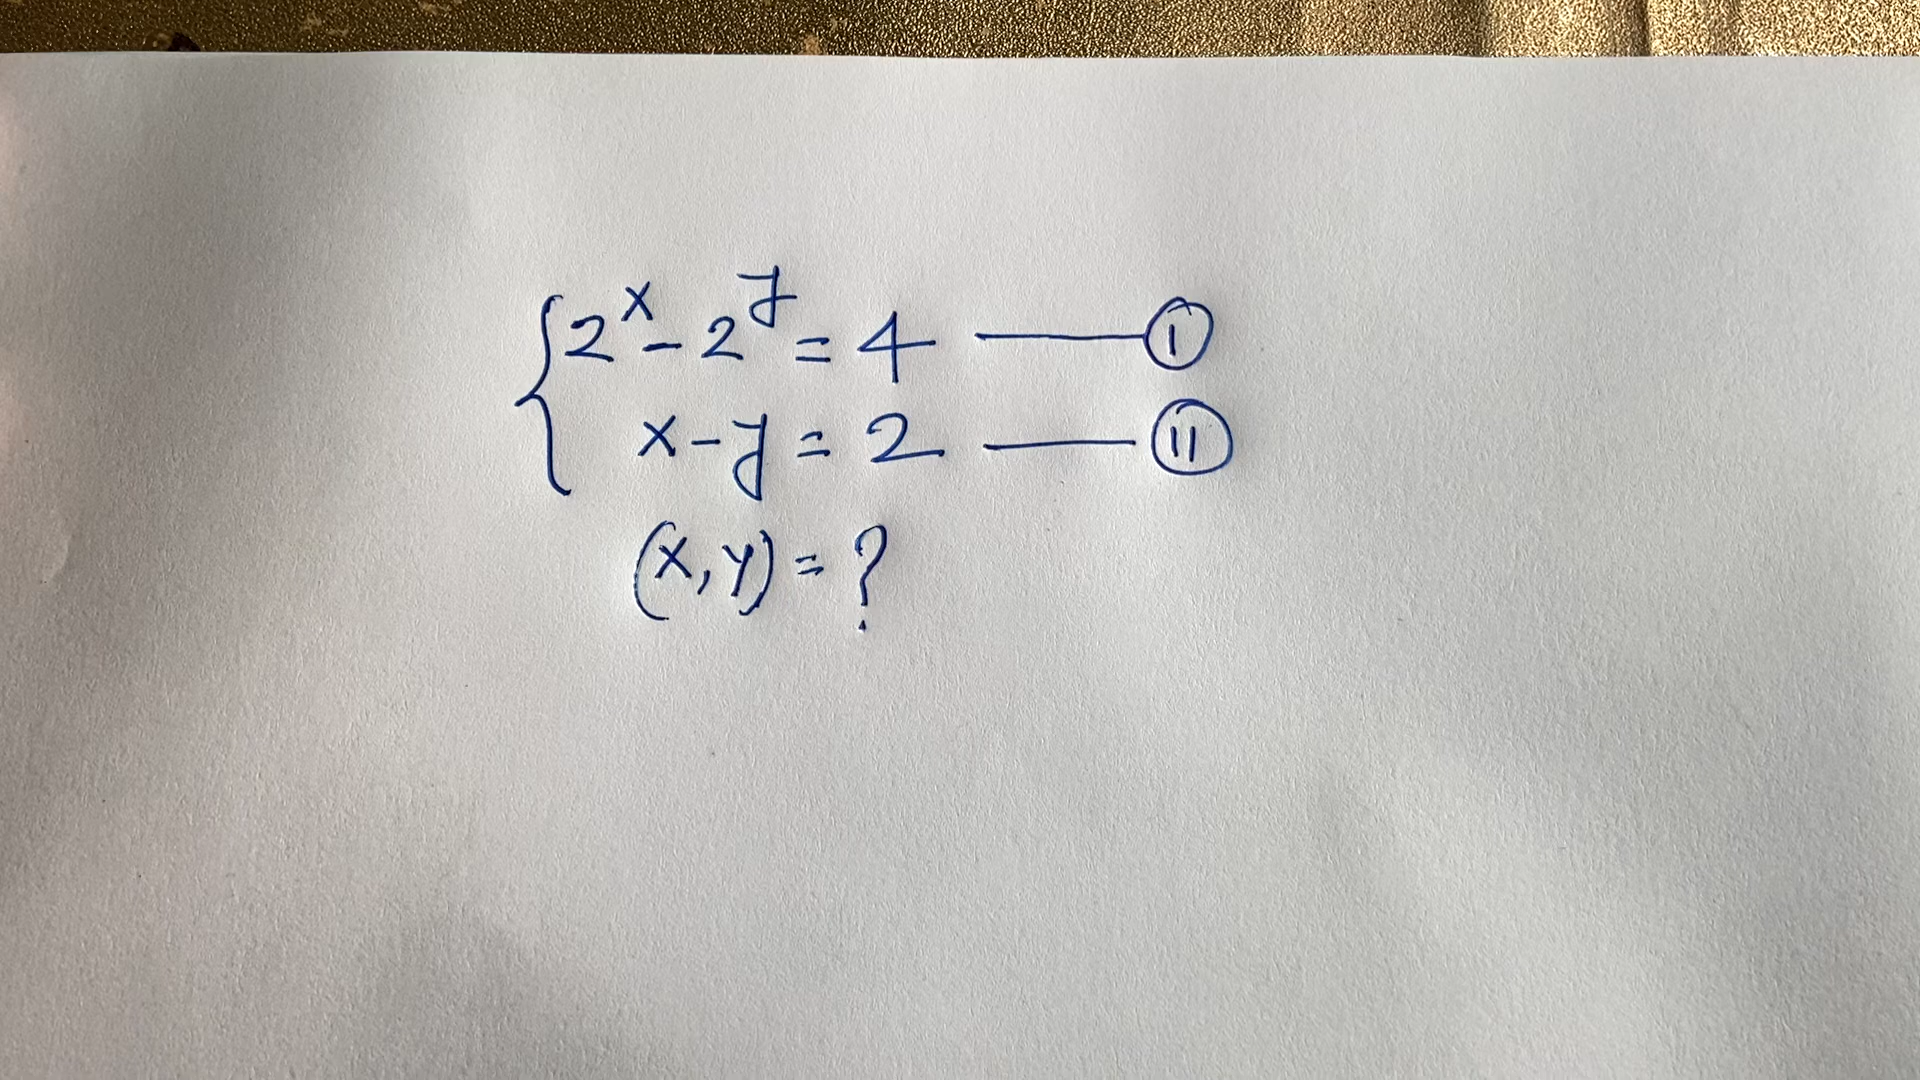 {2^x - 2^y = 4 —— (I)
x - y = 2 —— (II)
(x, y) = ?